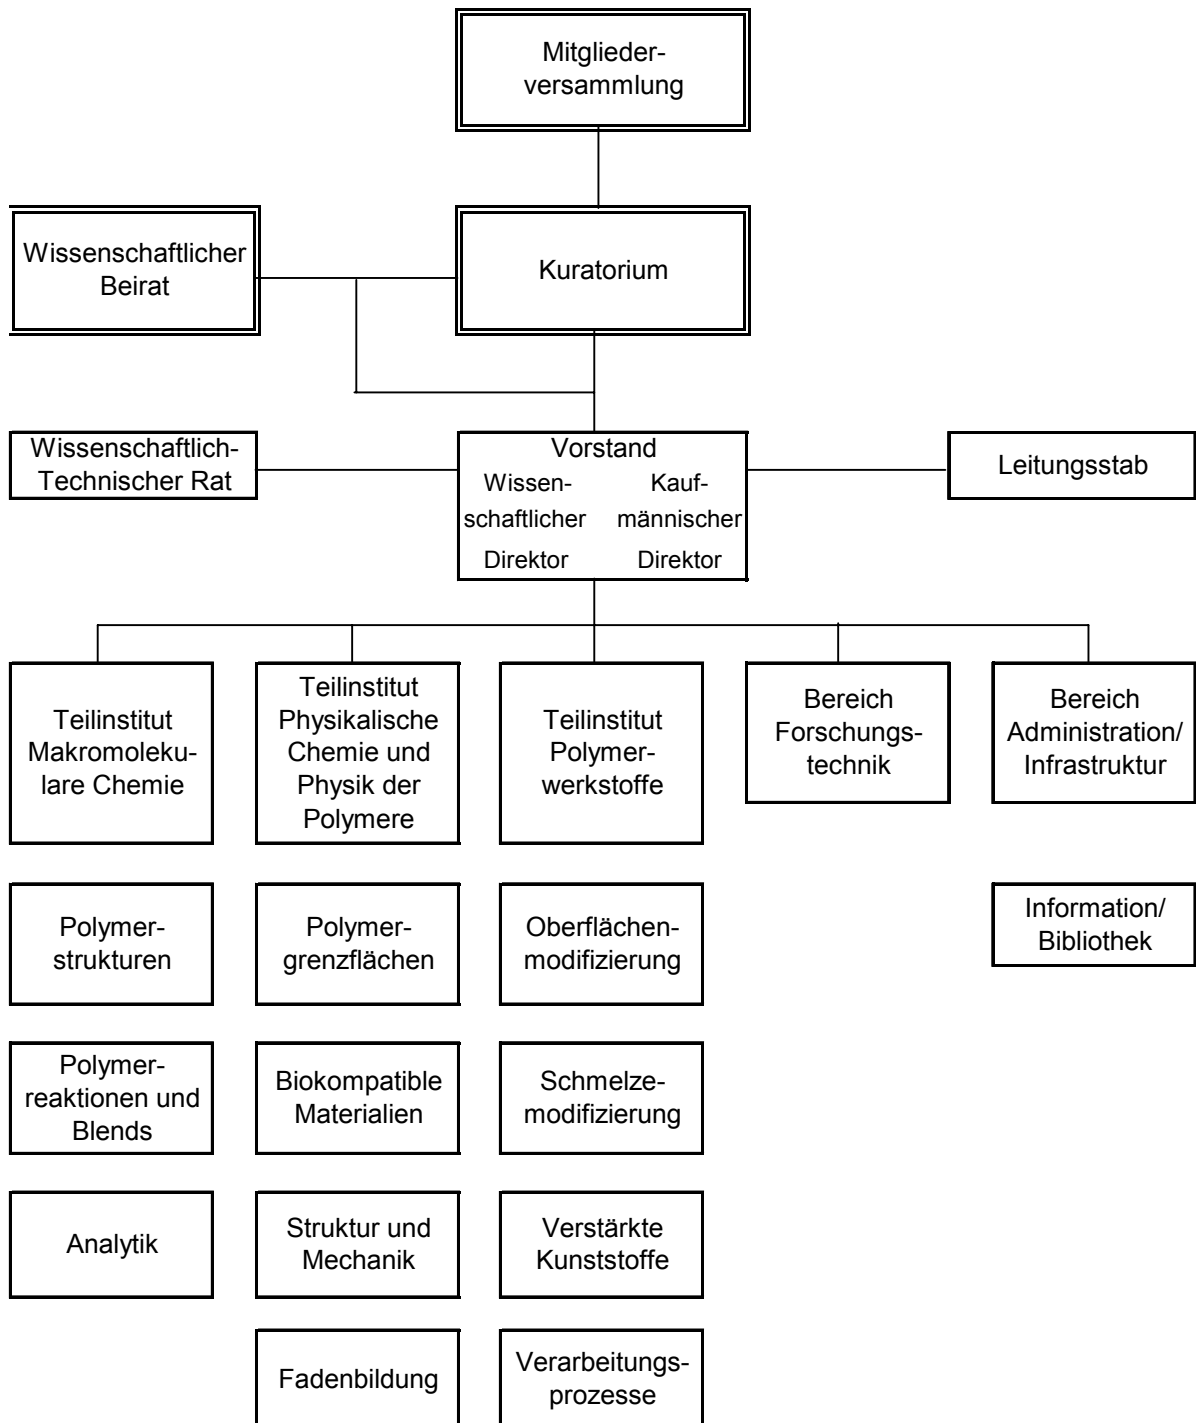 Mitglieder-
versammlung
Wissenschaftlicher
Beirat
Kuratorium
Wissenschaftlich-
Technischer Rat
Vorstand
Wissen-
schaftlicher
Direktor
Kauf-
männischer
Direktor
Leitungsstab
Teilinstitut
Makromoleku-
lare Chemie
Teilinstitut
Physikalische
Chemie und
Physik der
Polymere
Teilinstitut
Polymer-
werkstoffe
Bereich
Forschungs-
technik
Bereich
Administration/
Infrastruktur
Polymer-
strukturen
Polymer-
grenzflächen
Oberflächen-
modifizierung
Information/
Bibliothek
Polymer-
reaktionen und
Blends
Biokompatible
Materialien
Schmelze-
modifizierung
Analytik
Struktur und
Mechanik
Verstärkte
Kunststoffe
Fadenbildung
Verarbeitungs-
prozesse